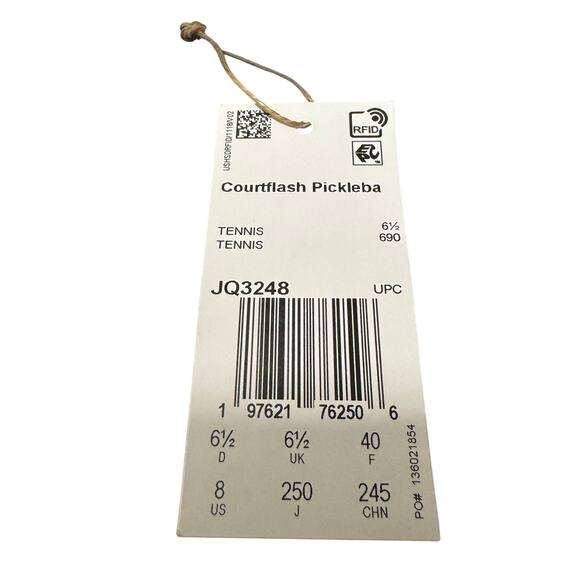 USHSDRFID/1118/V02
RFID
Courtflash Pickleba
TENNIS 6½
TENNIS 690
JQ3248 UPC
1 97621 76250 6
6½ 6½ 40
D UK F
8 250 245
US J CHN
PO# 136021854